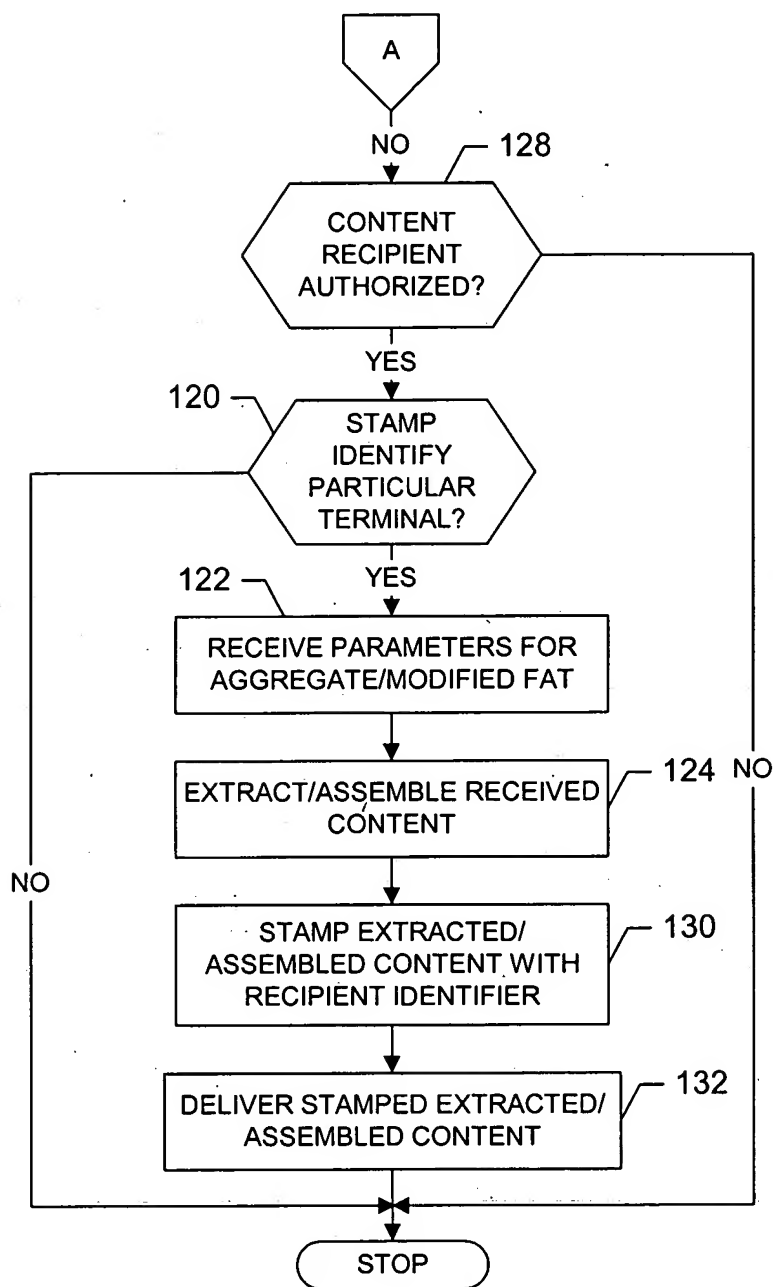 A
NO
128
CONTENT
RECIPIENT
AUTHORIZED?
YES
120
STAMP
IDENTIFY
PARTICULAR
TERMINAL?
YES
122
RECEIVE PARAMETERS FOR
AGGREGATE/MODIFIED FAT
EXTRACT/ASSEMBLE RECEIVED
CONTENT
124
NO
NO
STAMP EXTRACTED/
ASSEMBLED CONTENT WITH
RECIPIENT IDENTIFIER
130
DELIVER STAMPED EXTRACTED/
ASSEMBLED CONTENT
132
STOP